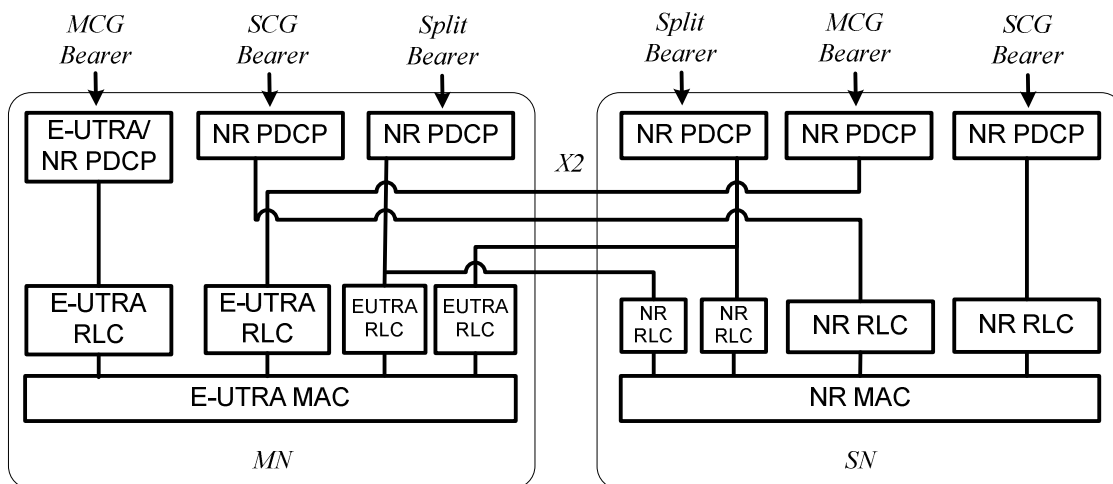 MCG
Bearer
SCG
Bearer
Split
Bearer
Split
Bearer
MCG
Bearer
SCG
Bearer
E-UTRA/
NR PDCP
NR PDCP
NR PDCP
X2
NR PDCP
NR PDCP
NR PDCP
E-UTRA
RLC
E-UTRA
RLC
EUTRA
RLC
EUTRA
RLC
NR
RLC
NR
RLC
NR RLC
NR RLC
E-UTRA MAC
NR MAC
MN
SN